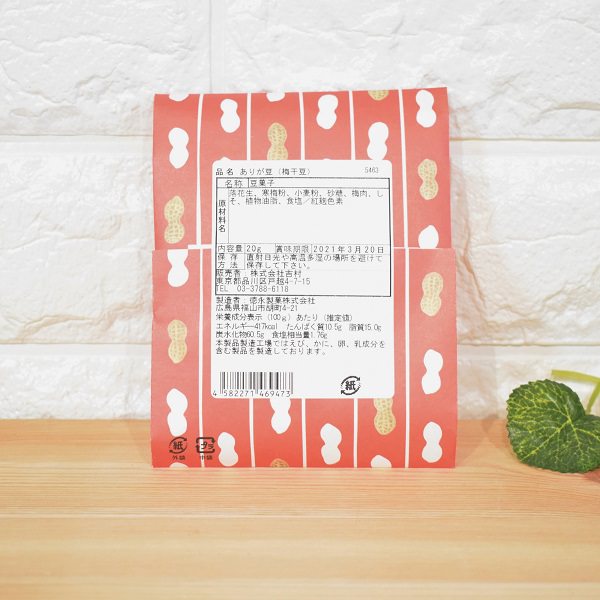 品 名 ありが豆 (梅干豆) 5463
名称 豆菓子
原材料名 落花生、寒梅粉、小麦粉、砂糖、梅肉、し
そ、植物油脂、食塩／紅麹色素
内容量 20g 賞味期限 2021年3月20日
保 存 直射日光や高温多湿の場所を避けて
方 法 保存して下さい。
販売者：株式会社吉村
東京都品川区戸越4-7-15
TEL 03-3788-6118
製造者：徳永製菓株式会社
広島県福山市胡町4-21
栄養成分表示(100g)あたり(推定値)
エネルギー417kcal たんぱく質10.5g 脂質15.0g
炭水化物60.5g 食塩相当量1.76g
本製品製造工場ではえび、かに、卵、乳成分を
含む製品を製造しております。
4 582271 469473
紙
紙
外袋
プラ
中袋